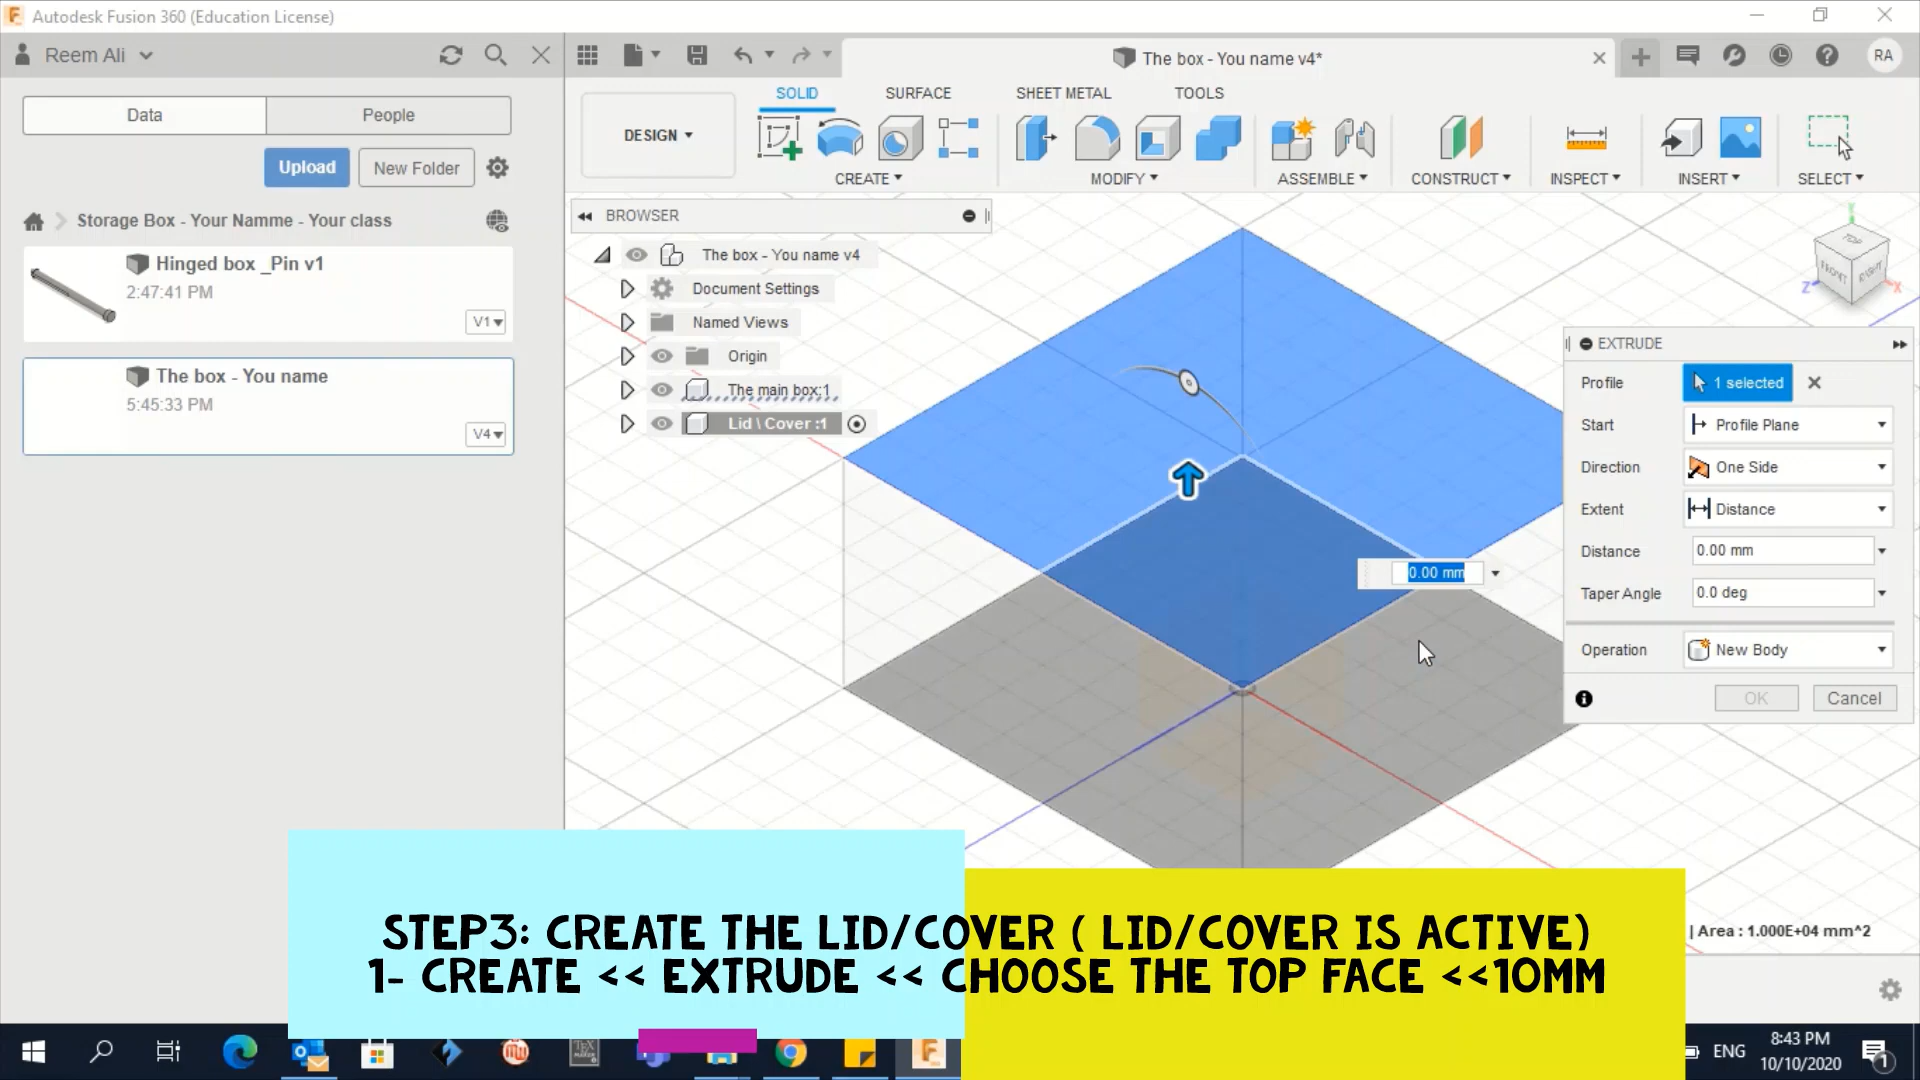 Autodesk Fusion 360 (Education License)
Reem Ali
The box - You name v4*
RA
Data
People
Upload
New Folder
Storage Box - Your Namme - Your class
Hinged box _Pin v1
2:47:41 PM
V1
The box - You name
5:45:33 PM
V4
DESIGN
SOLID
SURFACE
SHEET METAL
TOOLS
CREATE
MODIFY
ASSEMBLE
CONSTRUCT
INSPECT
INSERT
SELECT
BROWSER
The box - You name v4
Document Settings
Named Views
Origin
The main box:1
Lid \ Cover :1
TOP
FRONT
RIGHT
Z
X
EXTRUDE
Profile
1 selected
Start
Profile Plane
Direction
One Side
Extent
Distance
Distance
0.00 mm
Taper Angle
0.0 deg
Operation
New Body
OK
Cancel
0.00 mm
| Area : 1.000E+04 mm^2
STEP3: CREATE THE LID/COVER ( LID/COVER IS ACTIVE)
1- CREATE << EXTRUDE << CHOOSE THE TOP FACE <<10MM
ENG
8:43 PM
10/10/2020
1